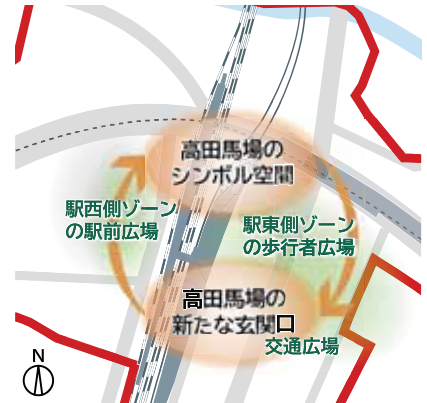 高田馬場の
シンボル空間
駅西側ゾーン
の駅前広場
駅東側ゾーン
の歩行者広場
高田馬場の
新たな玄関口
交通広場
N